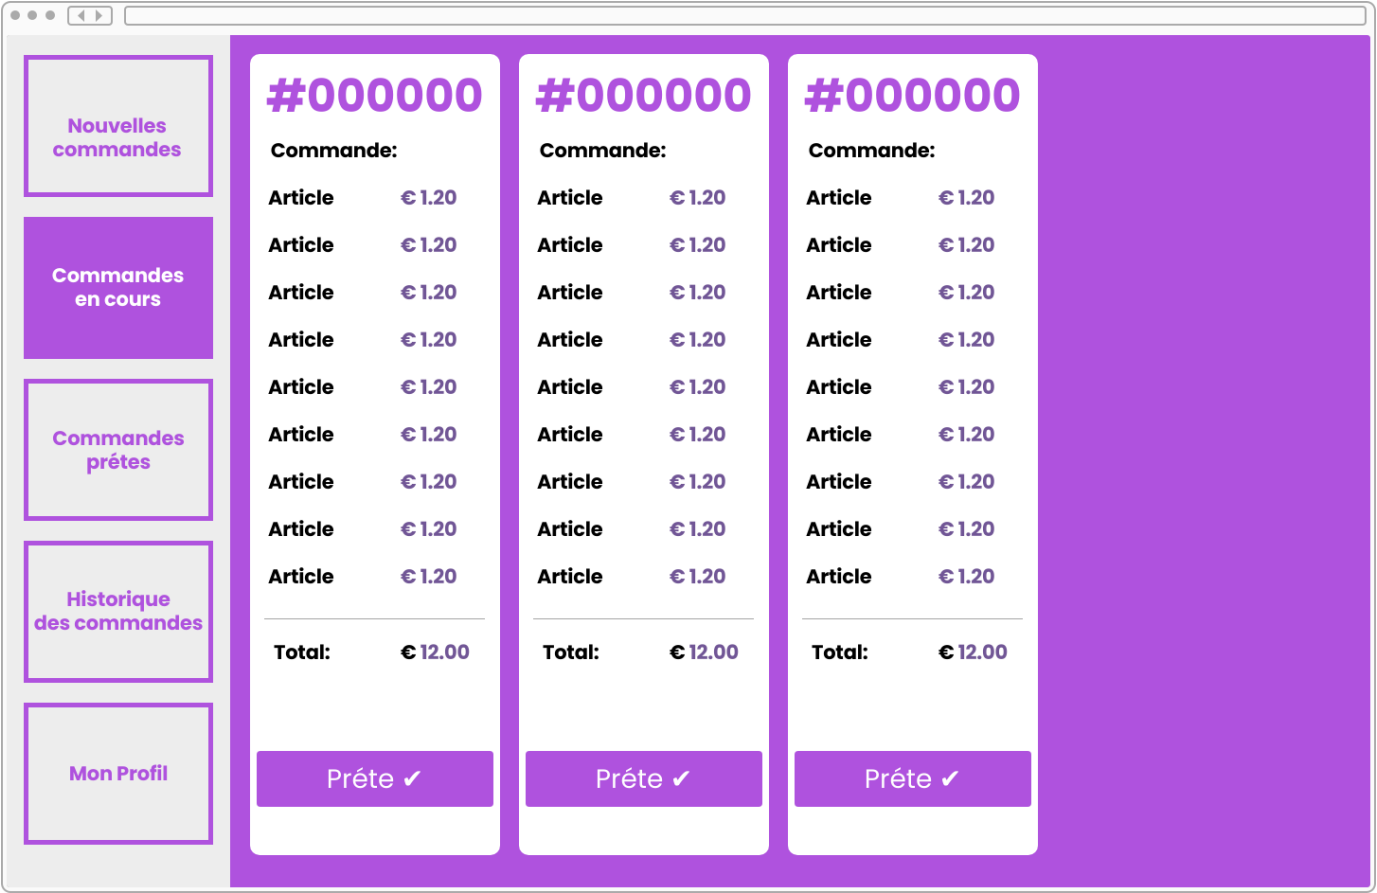 Nouvelles
commandes
Commandes
en cours
Commandes
prétes
Historique
des commandes
Mon Profil
#000000
Commande:
Article € 1.20
Article € 1.20
Article € 1.20
Article € 1.20
Article € 1.20
Article € 1.20
Article € 1.20
Article € 1.20
Article € 1.20
Total: € 12.00
Préte ✔
#000000
Commande:
Article € 1.20
Article € 1.20
Article € 1.20
Article € 1.20
Article € 1.20
Article € 1.20
Article € 1.20
Article € 1.20
Article € 1.20
Total: € 12.00
Préte ✔
#000000
Commande:
Article € 1.20
Article € 1.20
Article € 1.20
Article € 1.20
Article € 1.20
Article € 1.20
Article € 1.20
Article € 1.20
Article € 1.20
Total: € 12.00
Préte ✔